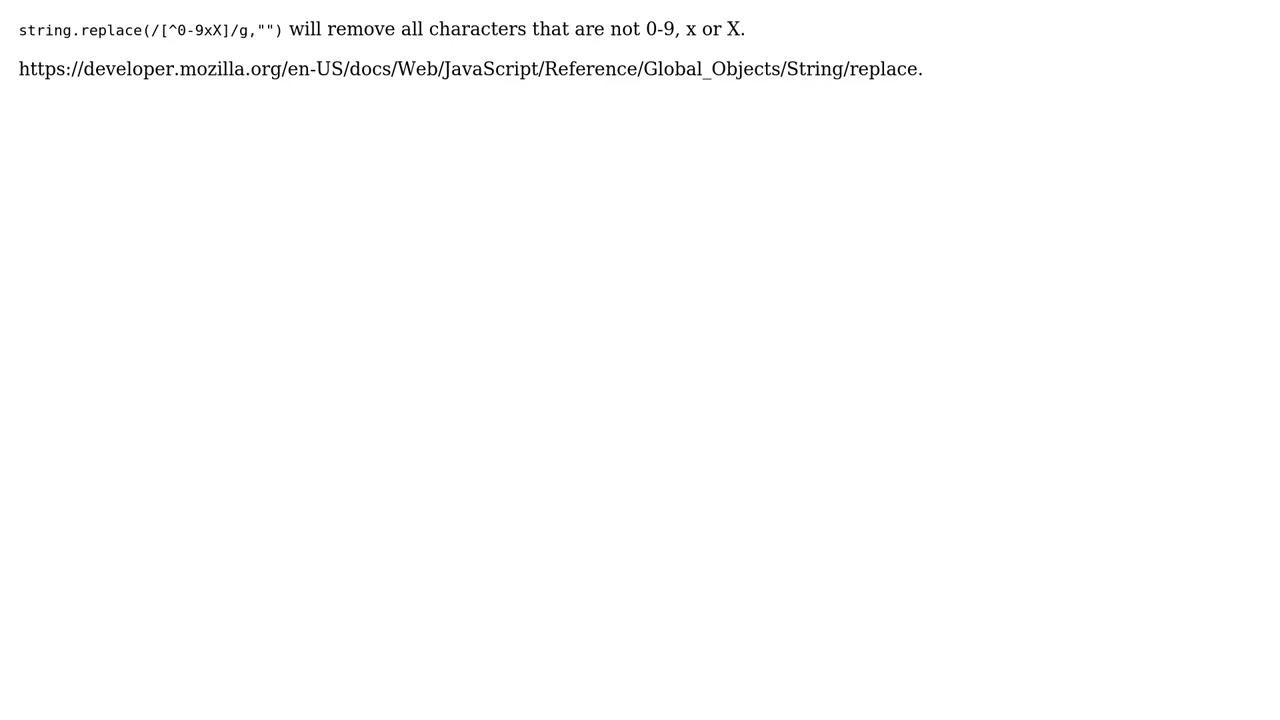 string.replace(/[^0-9xX]/g,"") will remove all characters that are not 0-9, x or X.
https://developer.mozilla.org/en-US/docs/Web/JavaScript/Reference/Global_Objects/String/replace.